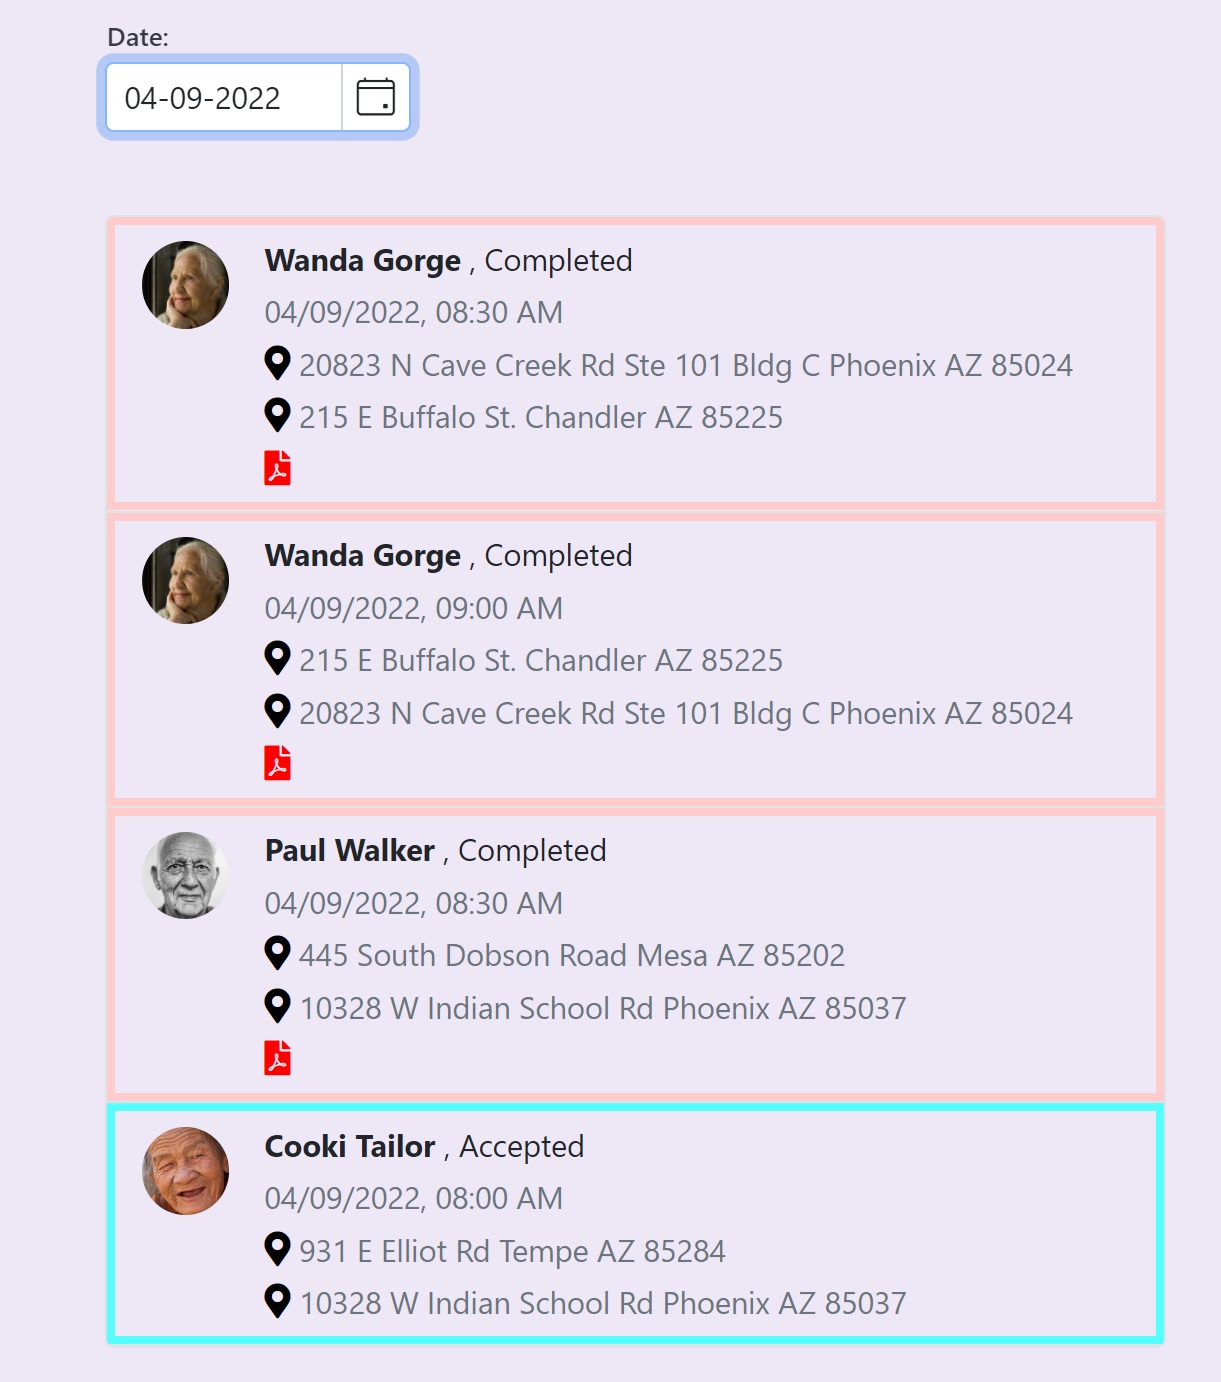 Date:
04-09-2022
Wanda Gorge , Completed
04/09/2022, 08:30 AM
20823 N Cave Creek Rd Ste 101 Bldg C Phoenix AZ 85024
215 E Buffalo St. Chandler AZ 85225
Wanda Gorge , Completed
04/09/2022, 09:00 AM
215 E Buffalo St. Chandler AZ 85225
20823 N Cave Creek Rd Ste 101 Bldg C Phoenix AZ 85024
Paul Walker , Completed
04/09/2022, 08:30 AM
445 South Dobson Road Mesa AZ 85202
10328 W Indian School Rd Phoenix AZ 85037
Cooki Tailor , Accepted
04/09/2022, 08:00 AM
931 E Elliot Rd Tempe AZ 85284
10328 W Indian School Rd Phoenix AZ 85037